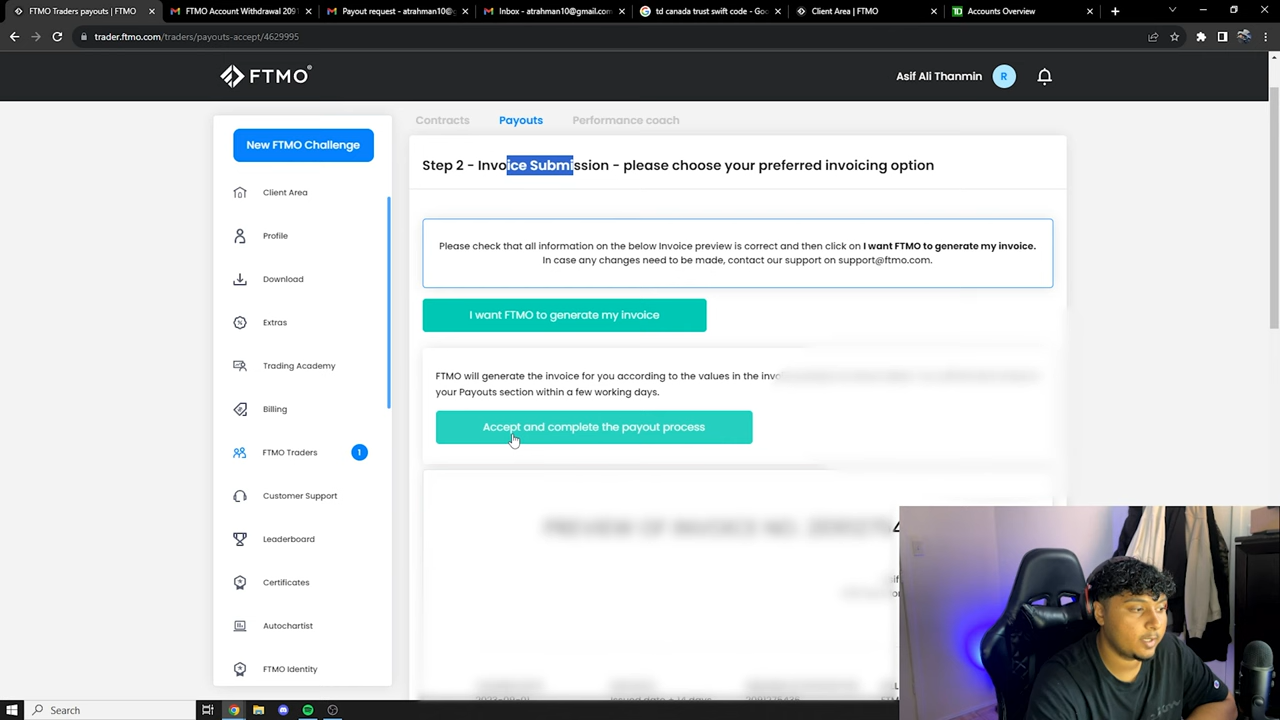 FTMO Traders payouts |
FTMO Account Withdrawal 2091
Payout request - atrahman10@gmail.
Inbox - atrahman10@gmail.com
td canada trust swift code - Goo
Client Area | FTMO
Accounts Overview
trader.ftmo.com/traders/payouts-accept/4629995
FTMO
Asif Ali Thanmin
R
New FTMO Challenge
Client Area
Profile
Download
Extras
Trading Academy
Billing
FTMO Traders
1
Customer Support
Leaderboard
Certificates
Autochartist
FTMO Identity
Contracts
Payouts
Performance coach
Step 2 - Invoice Submission - please choose your preferred invoicing option
Please check that all information on the below Invoice preview is correct and then click on I want FTMO to generate my invoice.
In case any changes need to be made, contact our support on support@ftmo.com.
I want FTMO to generate my invoice
FTMO will generate the invoice for you according to the values in the
your Payouts section within a few working days.
Accept and complete the payout process
PREVIEW OF INVOICE NO.
Search